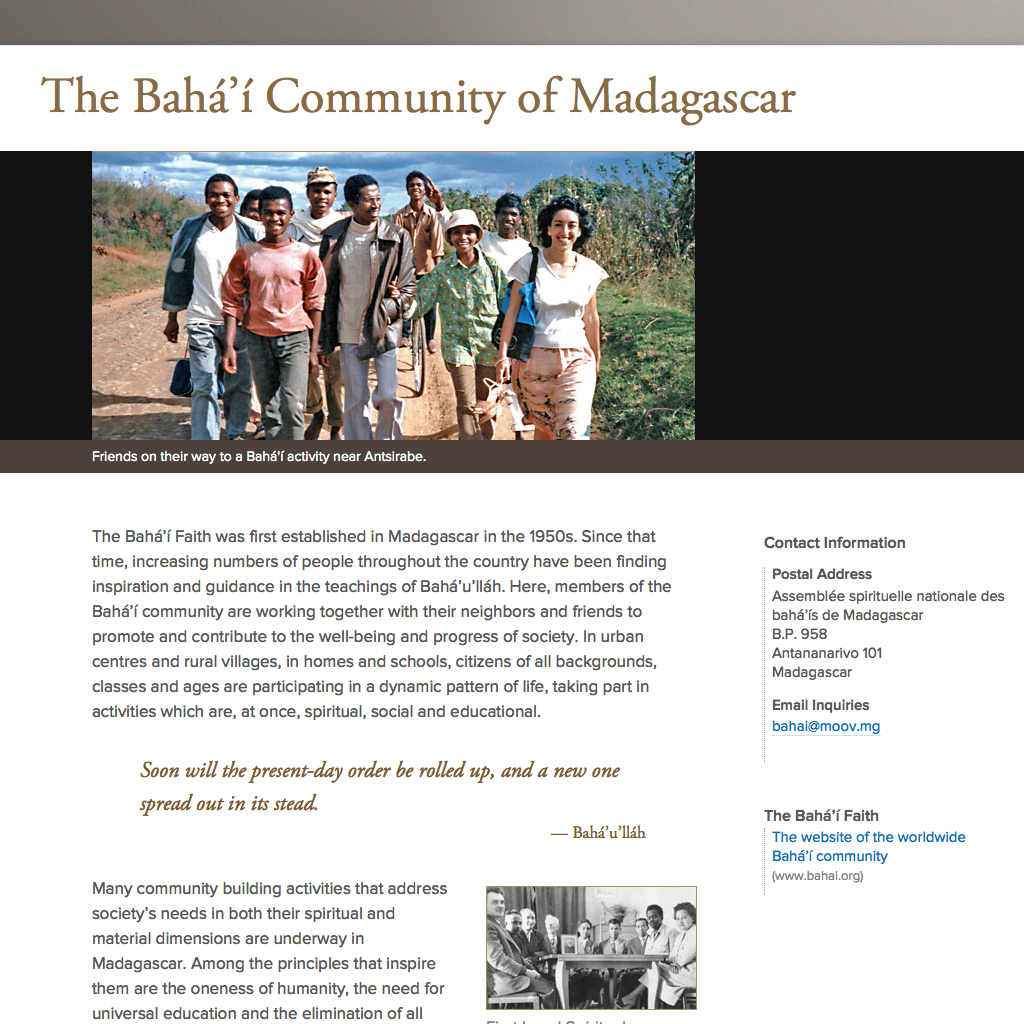 The Bahá’í Community of Madagascar
Friends on their way to a Bahá’í activity near Antsirabe.
The Bahá’í Faith was first established in Madagascar in the 1950s. Since that
time, increasing numbers of people throughout the country have been finding
inspiration and guidance in the teachings of Bahá’u’lláh. Here, members of the
Bahá’í community are working together with their neighbors and friends to
promote and contribute to the well-being and progress of society. In urban
centres and rural villages, in homes and schools, citizens of all backgrounds,
classes and ages are participating in a dynamic pattern of life, taking part in
activities which are, at once, spiritual, social and educational.
Soon will the present-day order be rolled up, and a new one
spread out in its stead.
— Bahá’u’lláh
Many community building activities that address
society’s needs in both their spiritual and
material dimensions are underway in
Madagascar. Among the principles that inspire
them are the oneness of humanity, the need for
universal education and the elimination of all
Contact Information
Postal Address
Assemblée spirituelle nationale des
bahá’ís de Madagascar
B.P. 958
Antananarivo 101
Madagascar
Email Inquiries
bahai@moov.mg
The Bahá’í Faith
The website of the worldwide
Bahá’í community
(www.bahai.org)